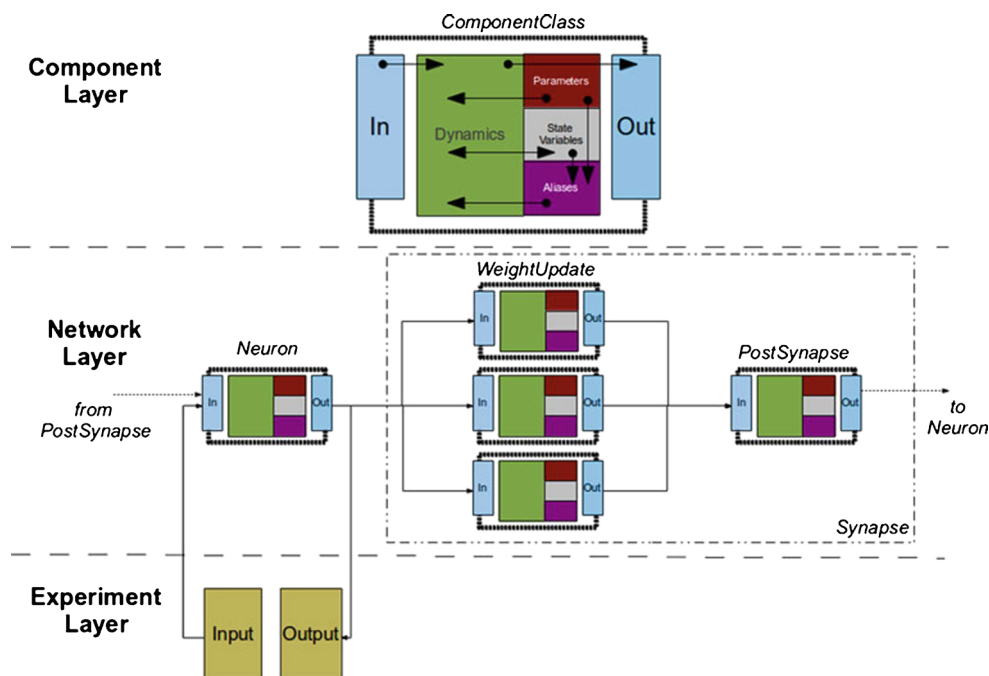 ComponentClass
Component
Layer
In
Dynamics
Parameters
State
Variables
Aliases
Out
Network
Layer
from
PostSynapse
Neuron
In
Out
WeightUpdate
In
Out
In
Out
In
Out
PostSynapse
In
Out
to
Neuron
Synapse
Experiment
Layer
Input
Output